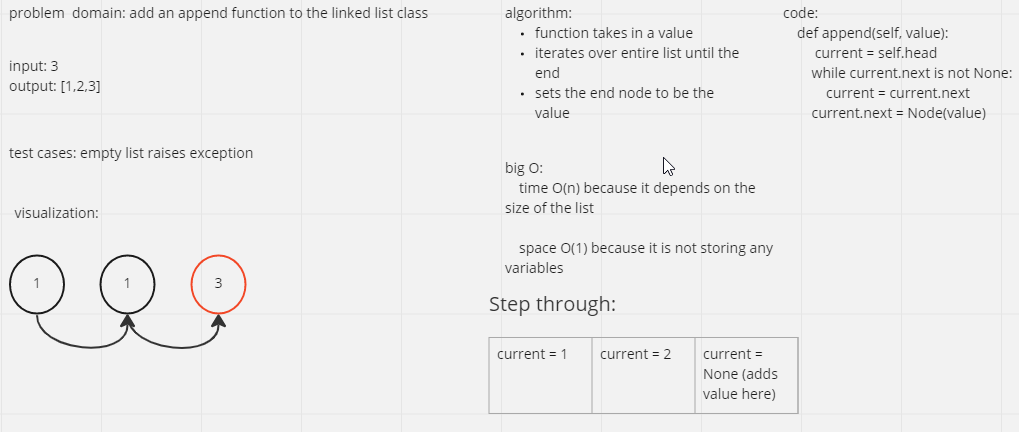 problem  domain: add an append function to the linked list class
input: 3
output: [1,2,3]
test cases: empty list raises exception
visualization:
1
1
3
algorithm:
• function takes in a value
• iterates over entire list until the
end
• sets the end node to be the
value
big O:
time O(n) because it depends on the
size of the list
space O(1) because it is not storing any
variables
Step through:
current = 1
current = 2
current =
None (adds
value here)
code:
def append(self, value):
current = self.head
while current.next is not None:
current = current.next
current.next = Node(value)